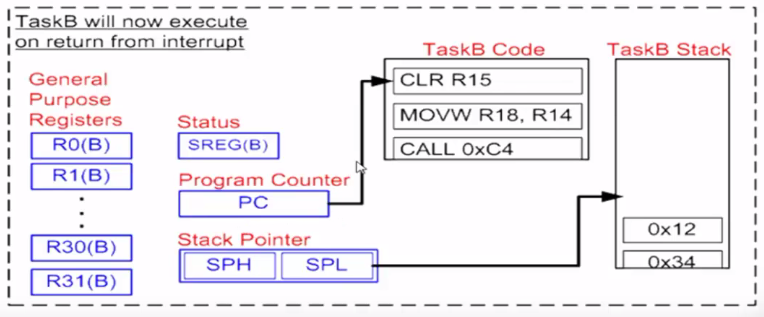 TaskB will now execute
on return from interrupt
General
Purpose
Registers
R0(B)
R1(B)
R30(B)
R31(B)
Status
SREG(B)
Program Counter
PC
Stack Pointer
SPH
SPL
TaskB Code
CLR R15
MOVW R18, R14
CALL 0xC4
TaskB Stack
0x12
0x34